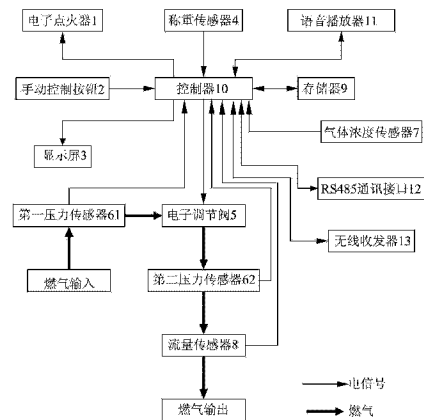 电子点火器1
称重传感器4
语音播放器11
手动控制按钮2
控制器10
存储器9
气体浓度传感器7
显示屏3
RS485通讯接口12
第一压力传感器61
电子调节阀5
无线收发器13
燃气输入
第二压力传感器62
流量传感器8
电信号
燃气输出
燃气